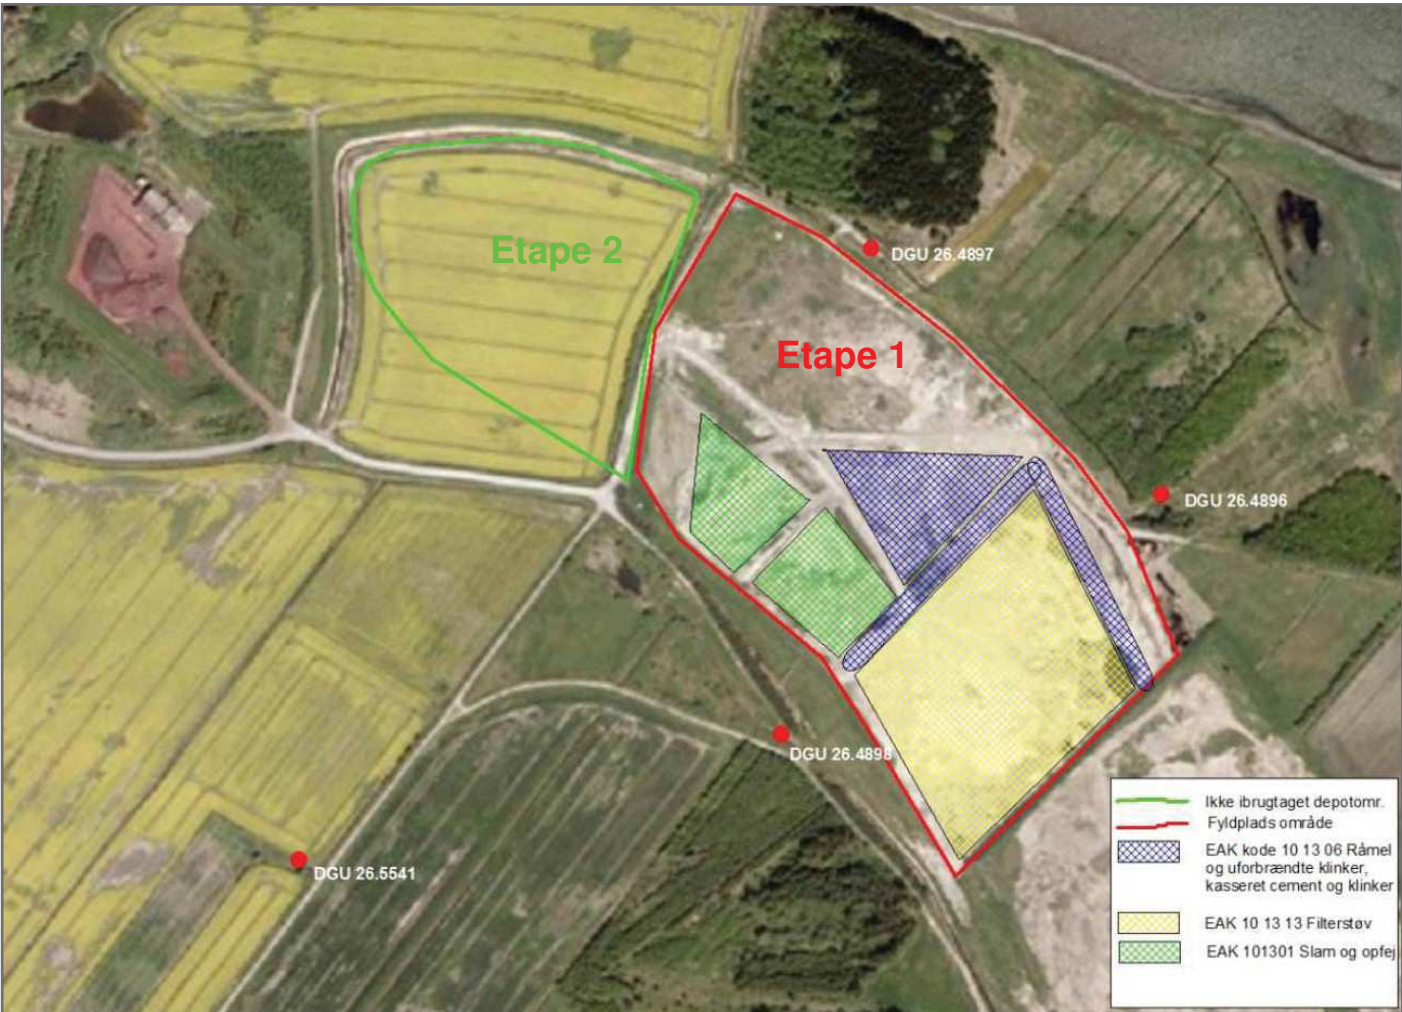 Etape 2
DGU 26.4897
Etape 1
DGU 26.4896
DGU 26.4898
DGU 26.5541
Ikke ibrugtaget depotomr.
Fyldplads område
EAK kode 10 13 06 Råmel
og uforbrændte klinker,
kasseret cement og klinker
EAK 10 13 13 Filterstøv
EAK 101301 Slam og opfej